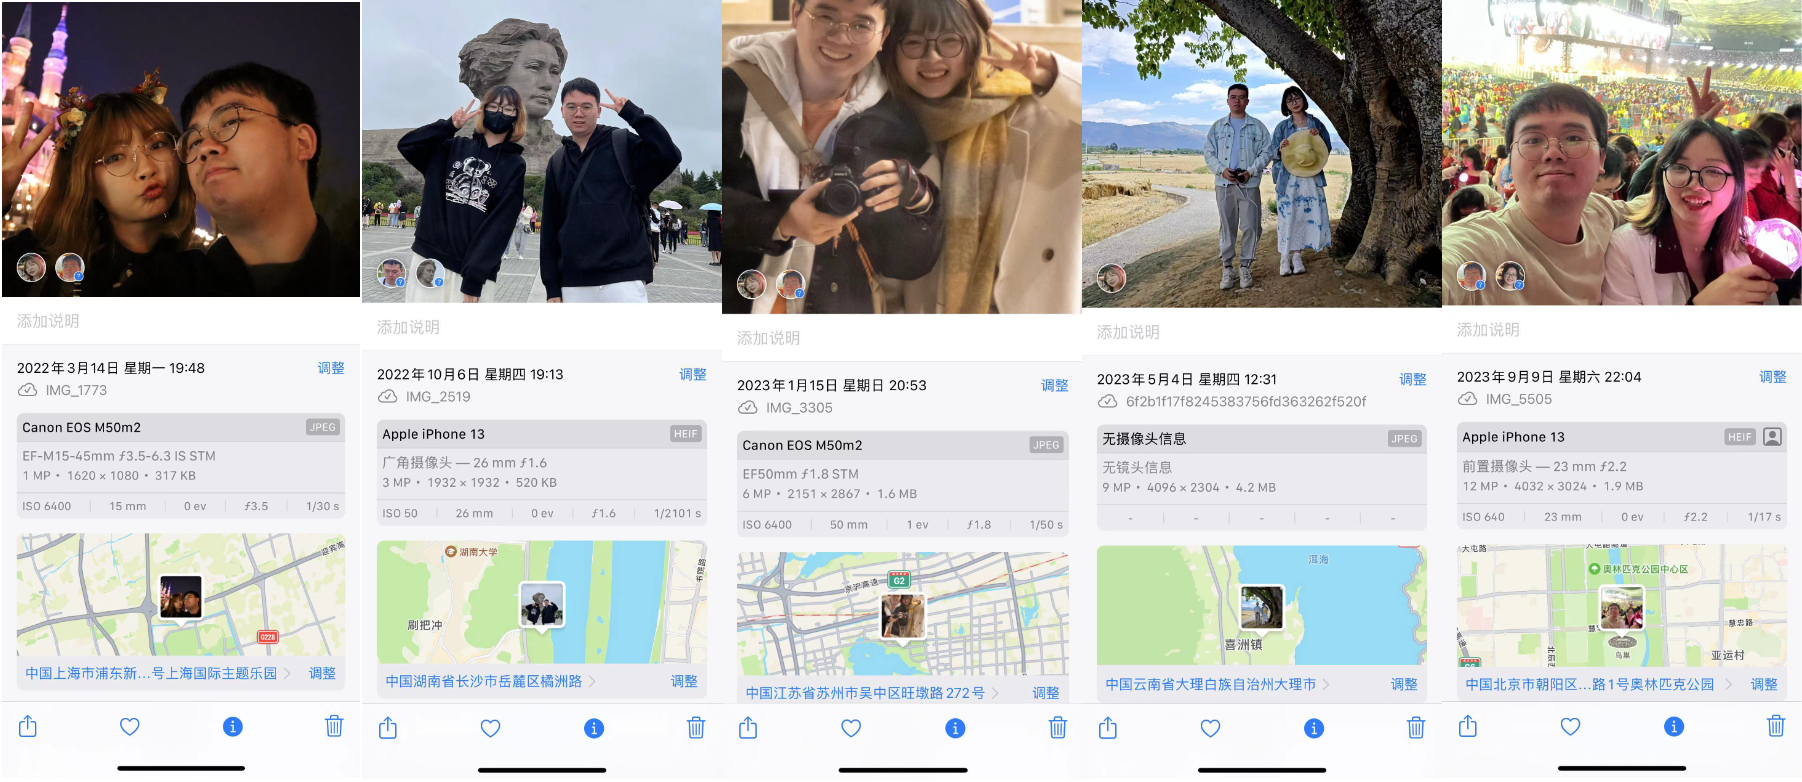 添加说明
2022年3月14日 星期一 19:48
调整
IMG_1773
Canon EOS M50m2
JPEG
EF-M15-45mm ƒ3.5-6.3 IS STM
1 MP • 1620 × 1080 • 317 KB
ISO 6400 | 15 mm | 0 ev | ƒ3.5 | 1/30 s
迎宾高
G228
中国上海市浦东新...号上海国际主题乐园
调整
添加说明
2022年10月6日 星期四 19:13
调整
IMG_2519
Apple iPhone 13
HEIF
广角摄像头 — 26 mm ƒ1.6
3 MP • 1932 × 1932 • 520 KB
ISO 50 | 26 mm | 0 ev | ƒ1.6 | 1/2101 s
湖南大学
刷把冲
中国湖南省长沙市岳麓区橘洲路
调整
添加说明
2023年1月15日 星期日 20:53
调整
IMG_3305
Canon EOS M50m2
JPEG
EF50mm ƒ1.8 STM
6 MP • 2151 × 2867 • 1.6 MB
ISO 6400 | 50 mm | 1 ev | ƒ1.8 | 1/50 s
京沪高速
G2
中国江苏省苏州市吴中区旺墩路272号
调整
添加说明
2023年5月4日 星期四 12:31
调整
6f2b1f17f8245383756fd363262f520f
无摄像头信息
JPEG
无镜头信息
9 MP • 4096 × 2304 • 4.2 MB
- | - | - | - | -
洱海
喜洲镇
中国云南省大理白族自治州大理市
调整
添加说明
2023年9月9日 星期六 22:04
调整
IMG_5505
Apple iPhone 13
HEIF
前置摄像头 — 23 mm ƒ2.2
12 MP • 4032 × 3024 • 1.9 MB
ISO 640 | 23 mm | 0 ev | ƒ2.2 | 1/17 s
大屯路
奥林匹克公园中心区
慧忠路
鸟巢
亚运村
中国北京市朝阳区...路1号奥林匹克公园
调整